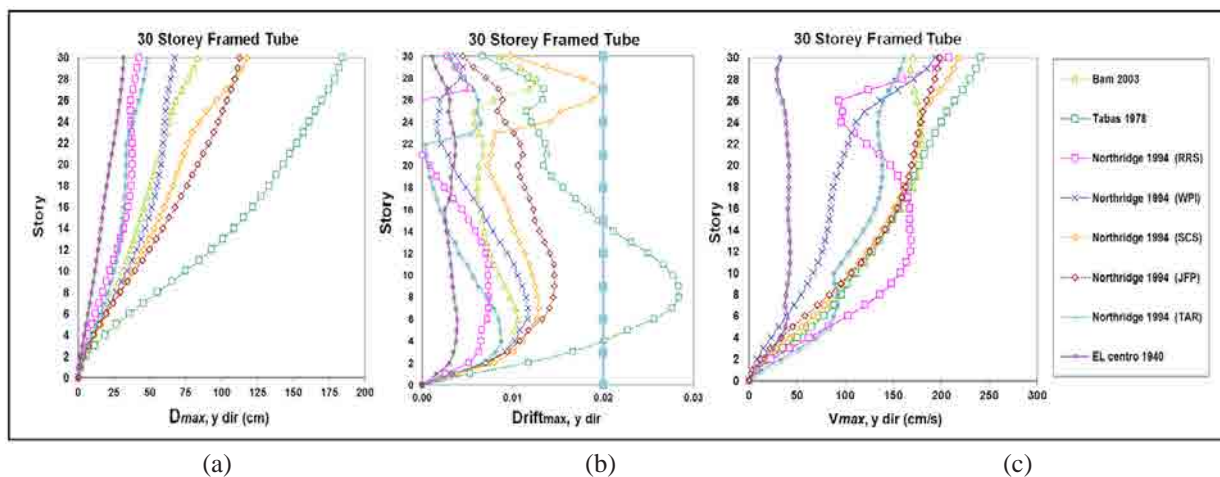 30 Storey Framed Tube
30
28
26
24
22
20
18
16
14
12
10
8
6
4
2
0
Story
0 25 50 75 100 125 150 175 200
Dmax, y dir (cm)
30 Storey Framed Tube
30
28
26
24
22
20
18
16
14
12
10
8
6
4
2
0
Story
0.00 0.01 0.02 0.03
Driftmax, y dir
30 Storey Framed Tube
30
28
26
24
22
20
18
16
14
12
10
8
6
4
2
0
Story
0 50 100 150 200 250 300
Vmax, y dir (cm/s)
Bam 2003
Tabas 1978
Northridge 1994 (RRS)
Northridge 1994 (WPI)
Northridge 1994 (SCS)
Northridge 1994 (JFP)
Northridge 1994 (TAR)
EL centro 1940
(a) (b) (c)